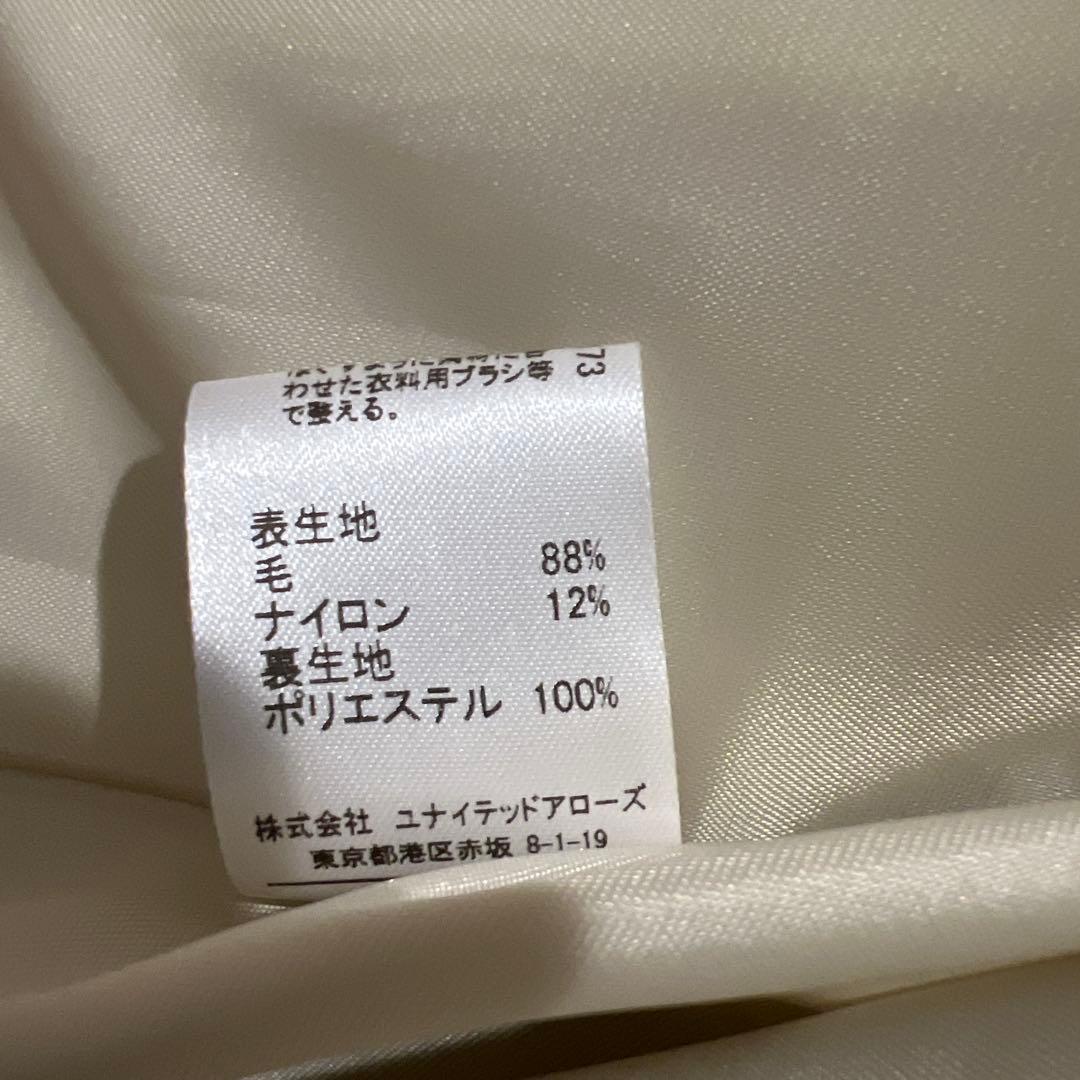 わせた衣料用ブラシ等
で整える。
73
表生地
毛 88%
ナイロン 12%
裏生地
ポリエステル 100%
株式会社 ユナイテッドアローズ
東京都港区赤坂 8-1-19